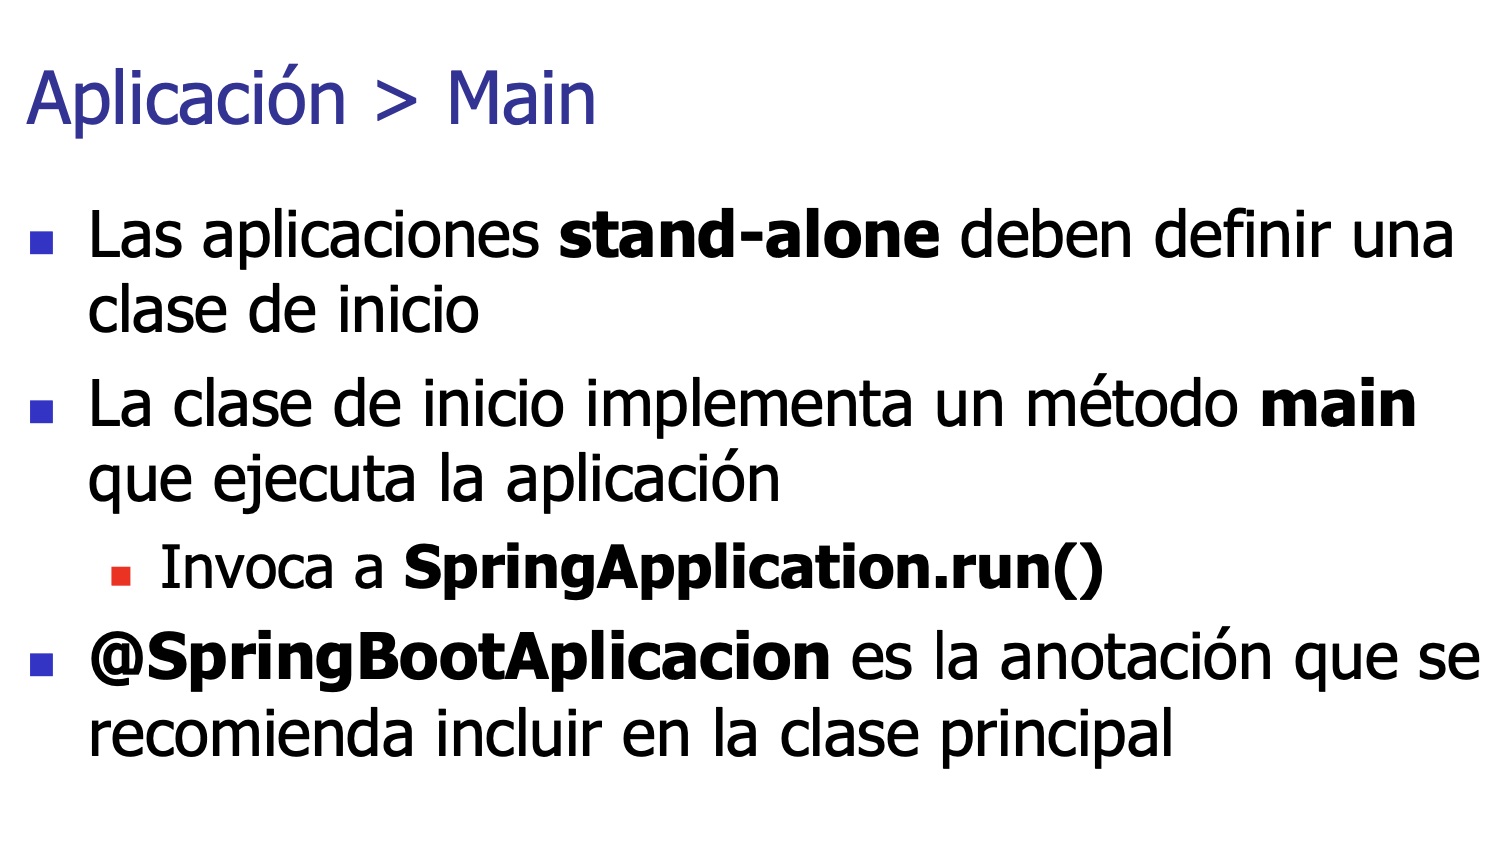 Aplicación > Main
Las aplicaciones stand-alone deben definir una
clase de inicio
La clase de inicio implementa un método main
que ejecuta la aplicación
Invoca a SpringApplication.run()
@SpringBootAplicacion es la anotación que se
recomienda incluir en la clase principal